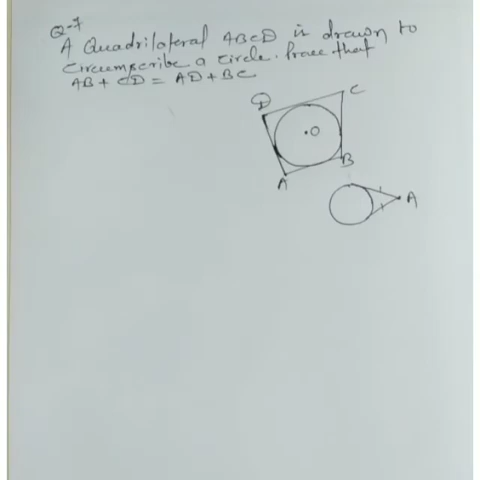 Q-7
A Quadrilateral ABCD is drawn to
circumscribe a circle. Prove that
AB + CD = AD + BC
D
C
O
B
A
A